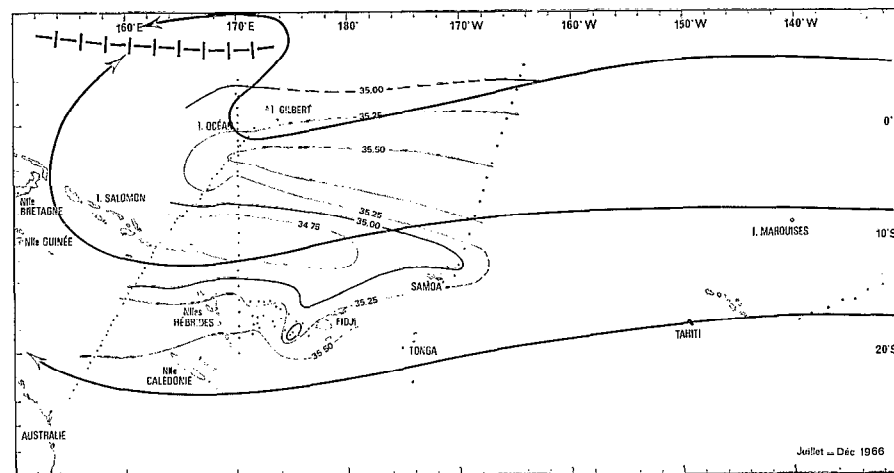 160°E
170°E
180°
170°W
160°W
150°W
140°W
35.00
I. GILBERT
I. OCÉAN
35.25
0°
35.50
I. SALOMON
Nlle
BRETAGNE
35.25
35.00
34.75
I. MARQUISES
10°S
Nlle GUINÉE
SAMOA
35.25
Nlles
HÉBRIDES
FIDJI
TAHITI
35.50
TONGA
20°S
Nlle
CALÉDONIE
AUSTRALIE
Juillet - Déc 1966